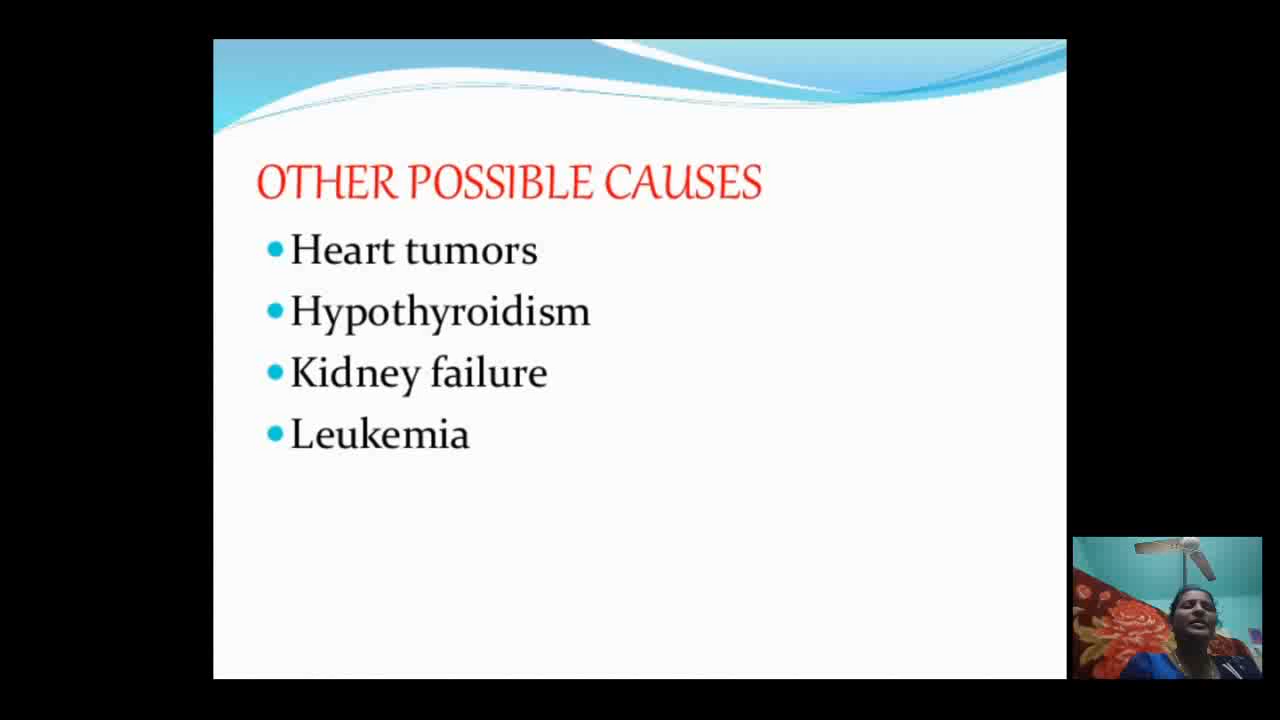 OTHER POSSIBLE CAUSES
Heart tumors
Hypothyroidism
Kidney failure
Leukemia